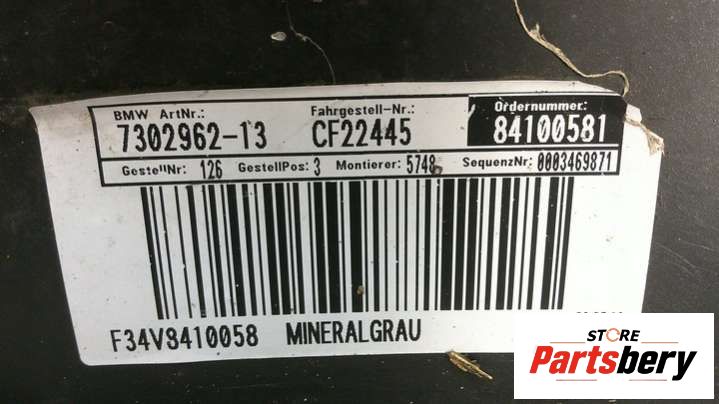 BMW ArtNr.: Fahrgestell-Nr.: Ordernummer:
7302962-13 CF22445 84100581
GestellNr: 126 GestellPos: 3 Montierer: 5748 SequenzNr: 0003469871
F34V8410058 MINERALGRAU
STORE
Partsbery